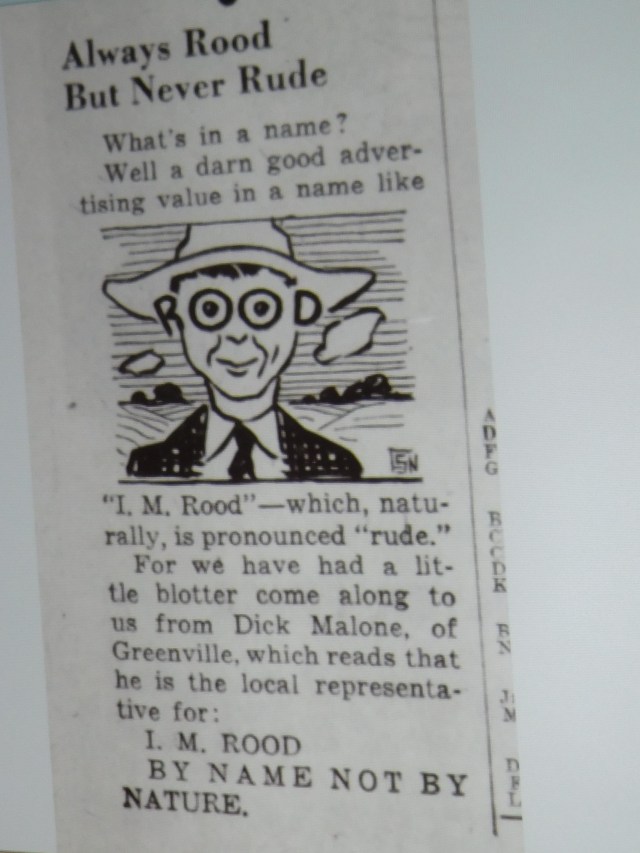 Always Rood
But Never Rude
What's in a name?
Well a darn good adver-
tising value in a name like
ROOD
"I. M. Rood"—which, natu-
rally, is pronounced "rude."
For we have had a lit-
tle blotter come along to
us from Dick Malone, of
Greenville, which reads that
he is the local representa-
tive for:
I. M. ROOD
BY NAME NOT BY
NATURE.
A
D
F
G
B
C
C
D
K
B
N
J
M
D
F
L